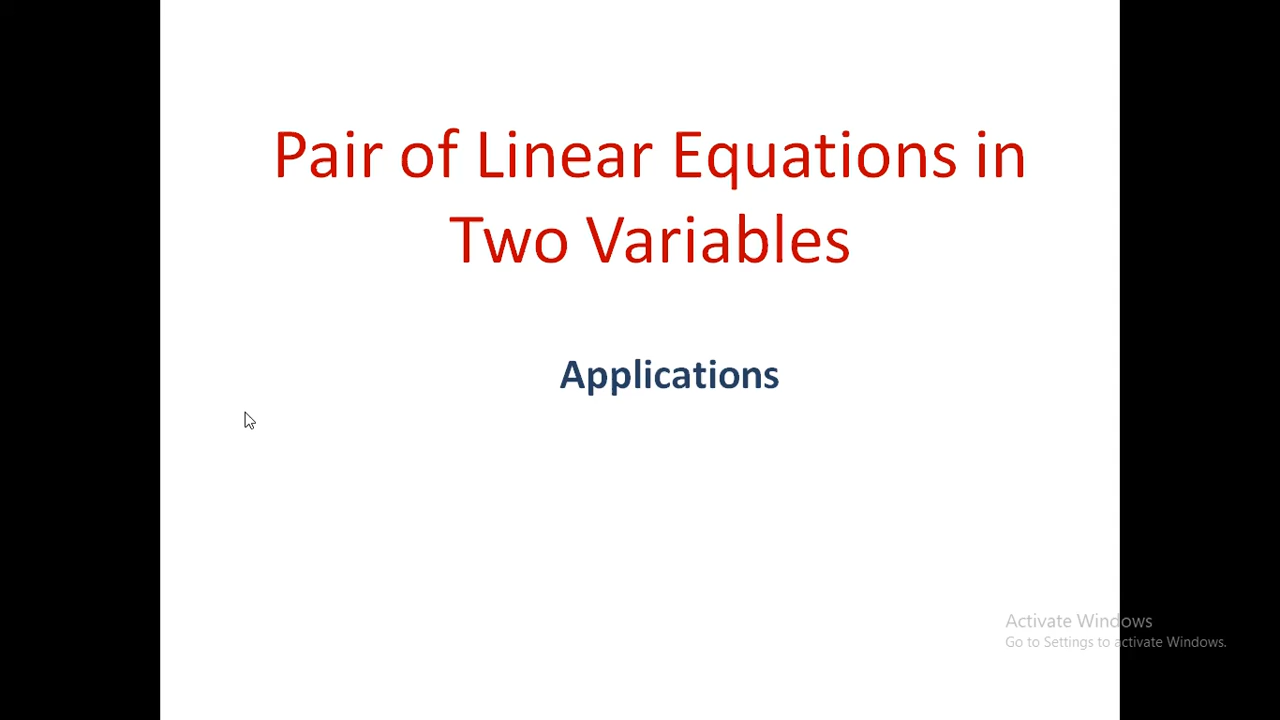 Pair of Linear Equations in
Two Variables
Applications
Activate Windows
Go to Settings to activate Windows.